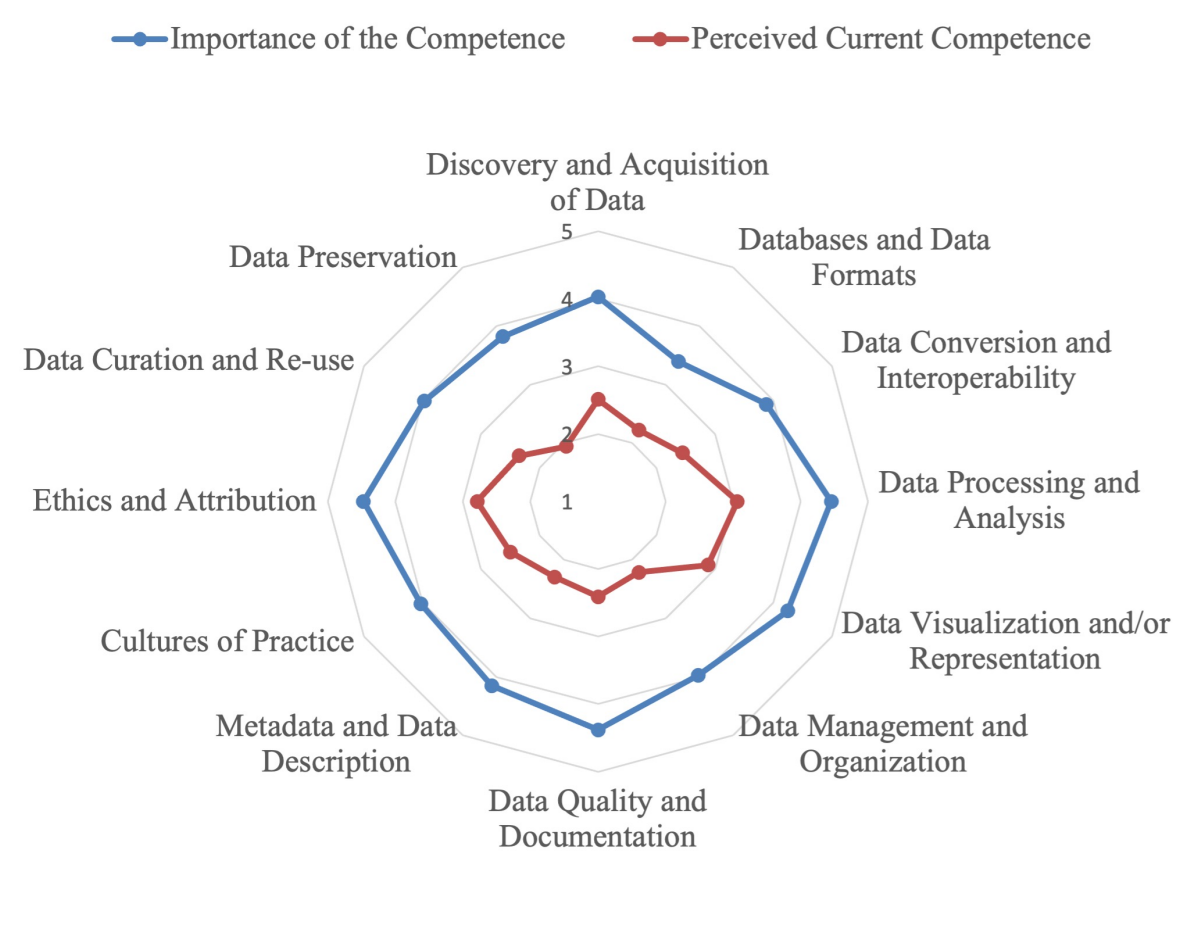 Importance of the Competence
Perceived Current Competence
Discovery and Acquisition
of Data
Databases and Data
Formats
Data Conversion and
Interoperability
Data Processing and
Analysis
Data Visualization and/or
Representation
Data Management and
Organization
Data Quality and
Documentation
Metadata and Data
Description
Cultures of Practice
Ethics and Attribution
Data Curation and Re-use
Data Preservation
5
4
3
2
1